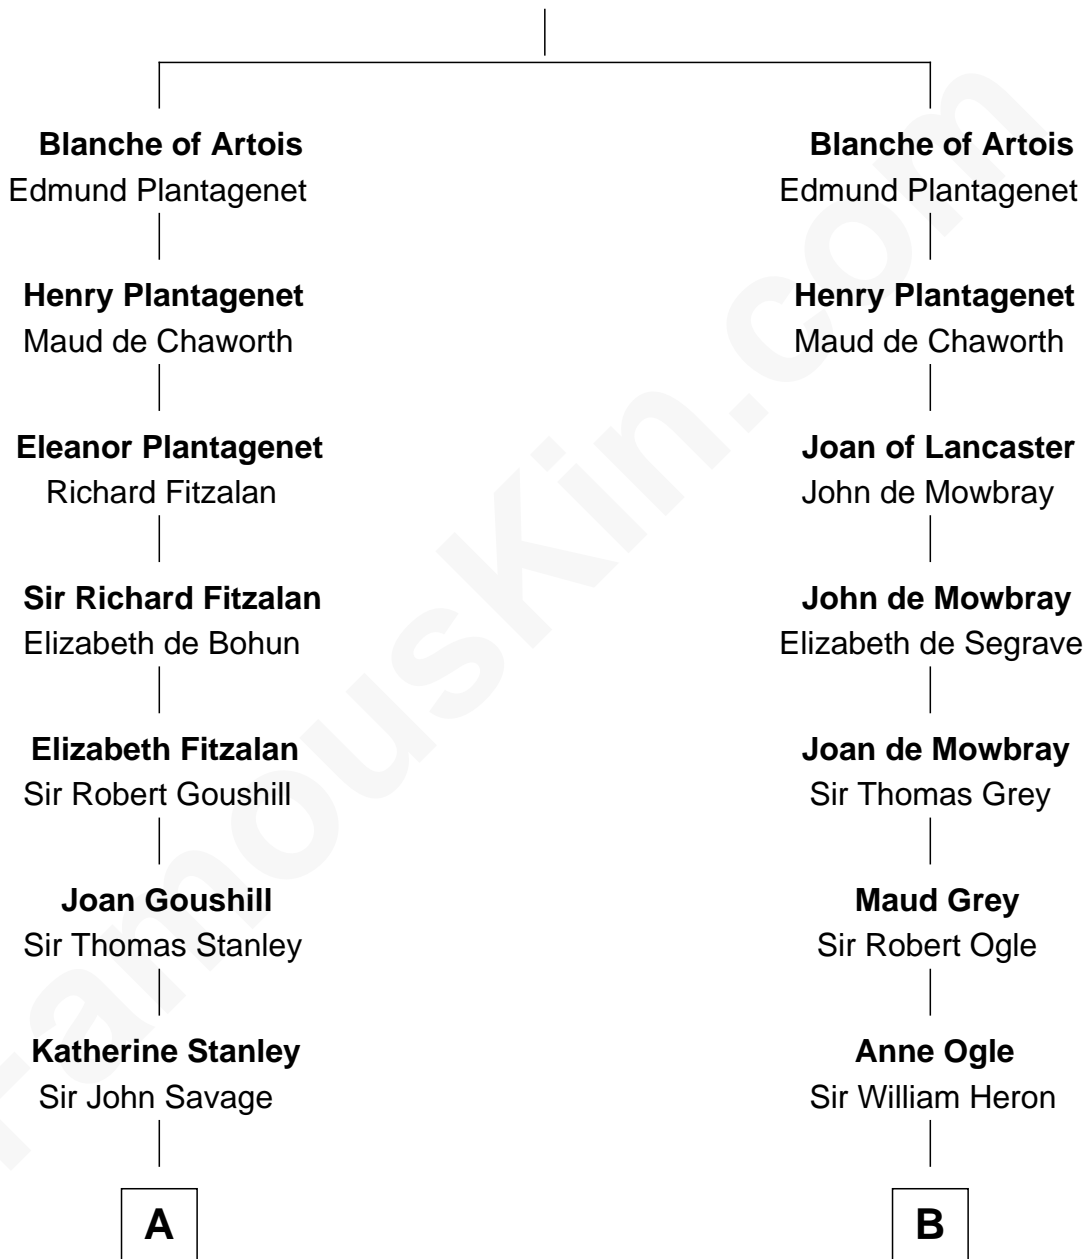 Blanche of Artois
Edmund Plantagenet
Henry Plantagenet
Maud de Chaworth
Eleanor Plantagenet
Richard Fitzalan
Sir Richard Fitzalan
Elizabeth de Bohun
Elizabeth Fitzalan
Sir Robert Goushill
Joan Goushill
Sir Thomas Stanley
Katherine Stanley
Sir John Savage
A
Blanche of Artois
Edmund Plantagenet
Henry Plantagenet
Maud de Chaworth
Joan of Lancaster
John de Mowbray
John de Mowbray
Elizabeth de Segrave
Joan de Mowbray
Sir Thomas Grey
Maud Grey
Sir Robert Ogle
Anne Ogle
Sir William Heron
B
FamousKin.com